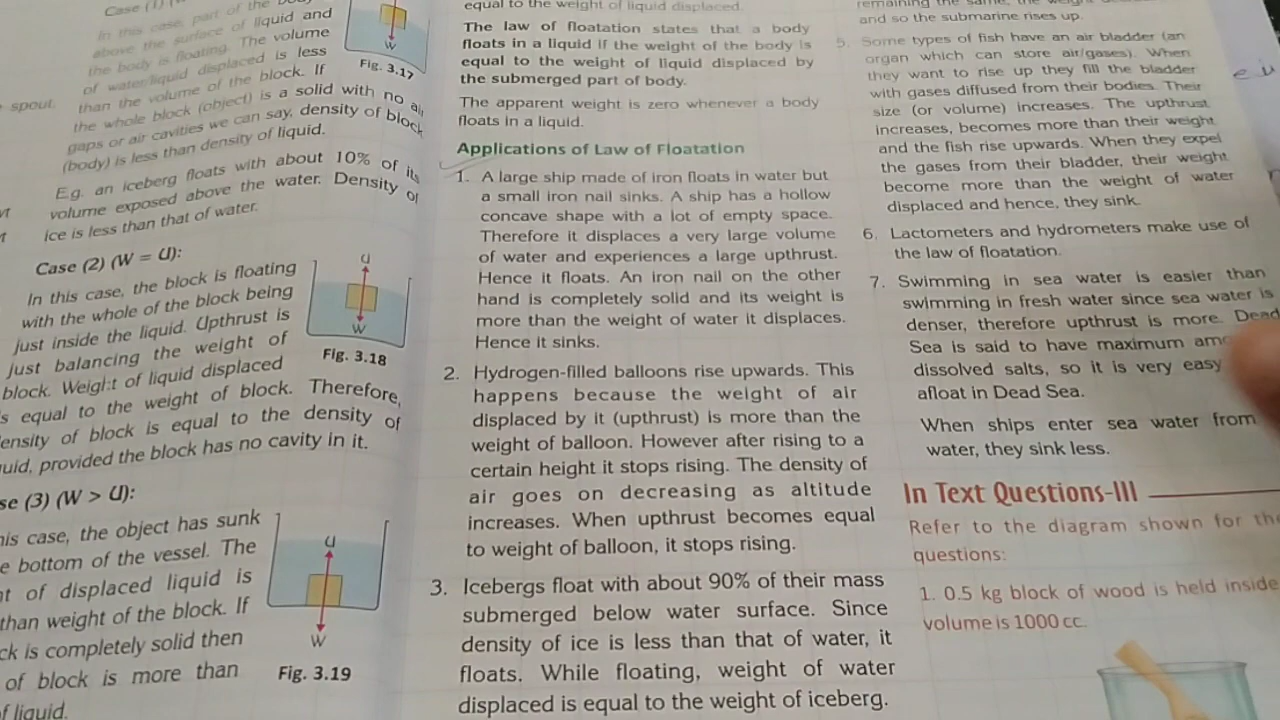 Case (1)
In this case, part of the
above the surface of liquid and
the body is floating. The volume
of water/liquid displaced is less
than the volume of the block. If
the whole block (object) is a solid with no air
gaps or air cavities we can say, density of block
(body) is less than density of liquid.
E.g. an iceberg floats with about 10% of its
volume exposed above the water. Density of
ice is less than that of water.
W
Fig. 3.17
spout.
Case (2) (W = U):
In this case, the block is floating
with the whole of the block being
just inside the liquid. Upthrust is
just balancing the weight of
block. Weight of liquid displaced
equal to the weight of block. Therefore,
density of block is equal to the density of
provided the block has no cavity in it.
U
W
Fig. 3.18
(3) (W > U):
case, the object has sunk
bottom of the vessel. The
of displaced liquid is
than weight of the block. If
is completely solid then
of block is more than
liquid.
U
W
Fig. 3.19
equal to the weight of liquid displaced.
The law of floatation states that a body
floats in a liquid if the weight of the body is
equal to the weight of liquid displaced by
the submerged part of body.
The apparent weight is zero whenever a body
floats in a liquid.
Applications of Law of Floatation
1. A large ship made of iron floats in water but
a small iron nail sinks. A ship has a hollow
concave shape with a lot of empty space.
Therefore it displaces a very large volume
of water and experiences a large upthrust.
Hence it floats. An iron nail on the other
hand is completely solid and its weight is
more than the weight of water it displaces.
Hence it sinks.
2. Hydrogen-filled balloons rise upwards. This
happens because the weight of air
displaced by it (upthrust) is more than the
weight of balloon. However after rising to a
certain height it stops rising. The density of
air goes on decreasing as altitude
increases. When upthrust becomes equal
to weight of balloon, it stops rising.
3. Icebergs float with about 90% of their mass
submerged below water surface. Since
density of ice is less than that of water, it
floats. While floating, weight of water
displaced is equal to the weight of iceberg.
remaining the same, the weight
and so the submarine rises up.
5. Some types of fish have an air bladder (an
organ which can store air/gases). When
they want to rise up they fill the bladder
with gases diffused from their bodies. Their
size (or volume) increases. The upthrust
increases, becomes more than their weight
and the fish rise upwards. When they expel
the gases from their bladder, their weight
become more than the weight of water
displaced and hence, they sink.
6. Lactometers and hydrometers make use of
the law of floatation.
7. Swimming in sea water is easier than
swimming in fresh water since sea water is
denser, therefore upthrust is more. Dead
Sea is said to have maximum
dissolved salts, so it is very easy
afloat in Dead Sea.
When ships enter sea water from
water, they sink less.
In Text Questions-III
Refer to the diagram shown for the
questions:
1. 0.5 kg block of wood is held inside
volume is 1000 cc.